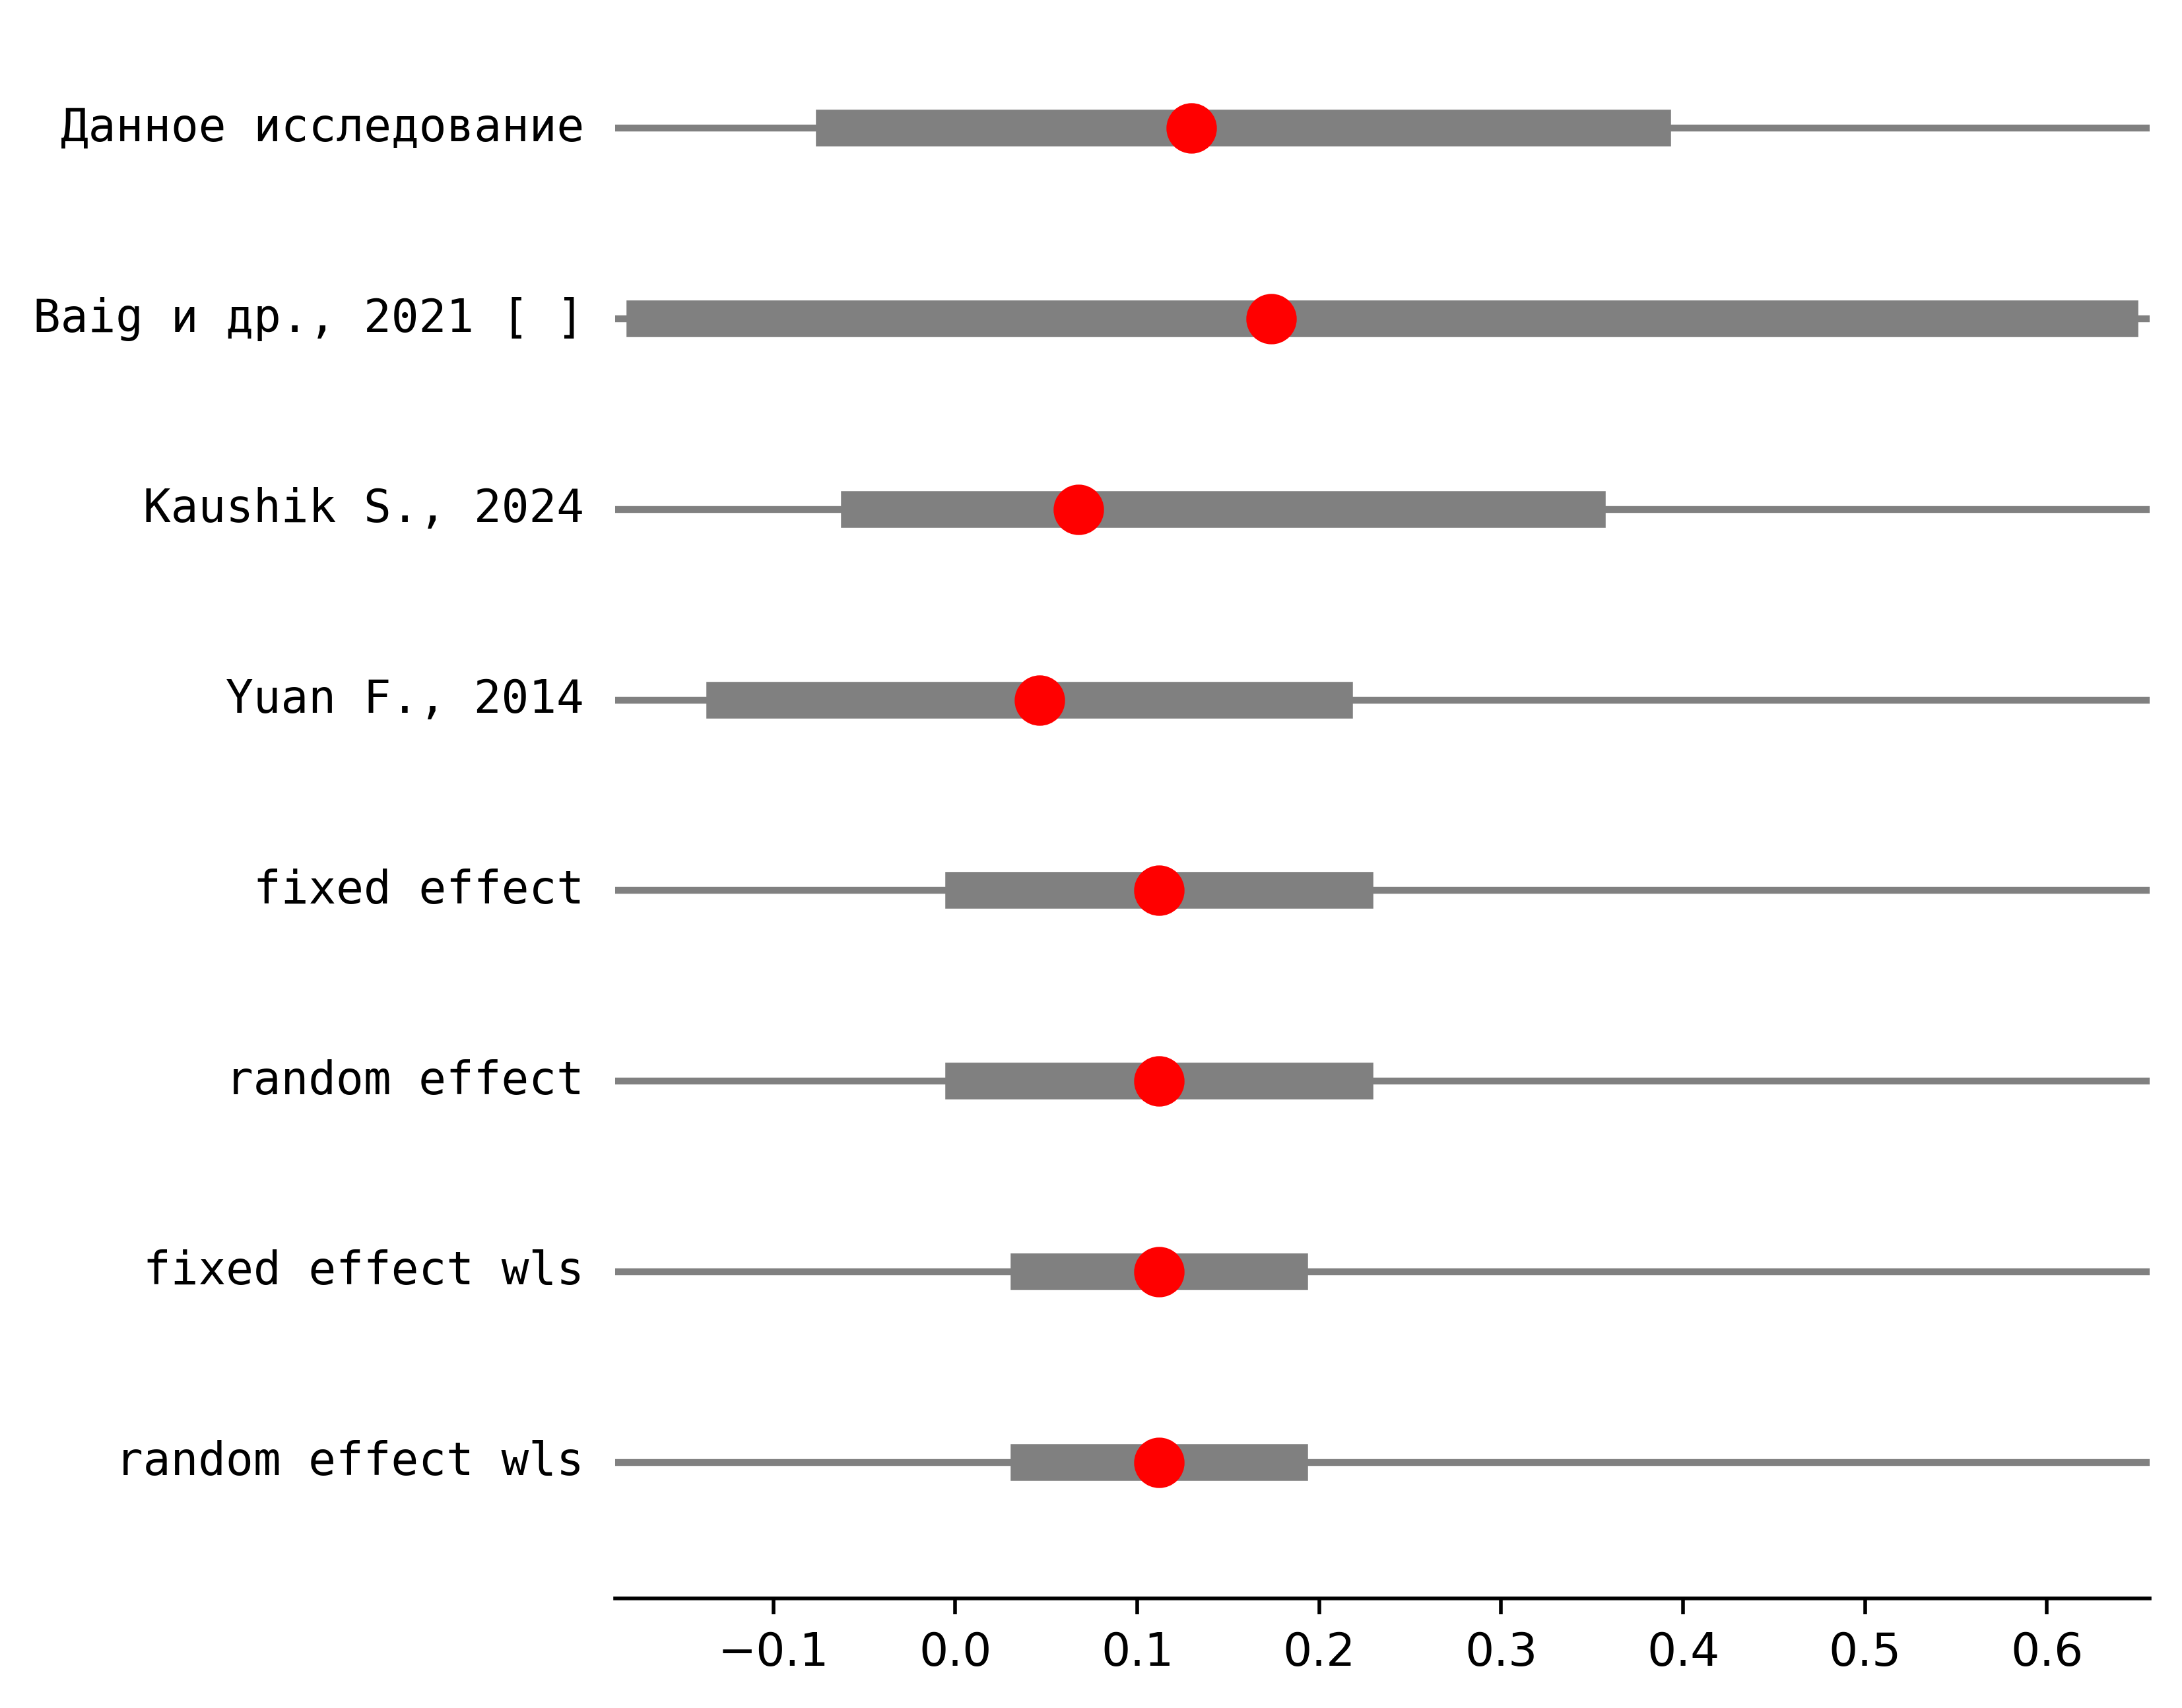 Данное исследование
Baig и др., 2021 [ ]
Kaushik S., 2024
Yuan F., 2014
fixed effect
random effect
fixed effect wls
random effect wls
−0.1 0.0 0.1 0.2 0.3 0.4 0.5 0.6